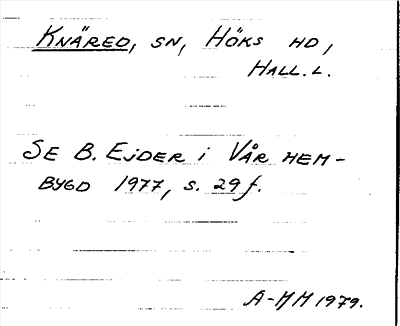 KNÄRED, SN, HÖKS HD,
HALL. L.
SE B. EJDER i VÅR HEM-
BYGD 1977, s. 29 f.
A-MM 1979.